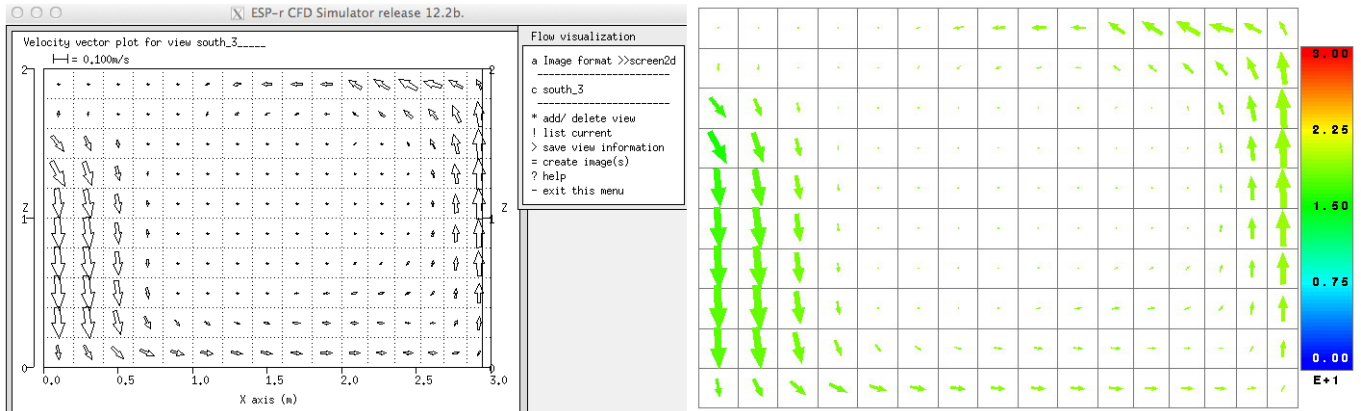 ESP-r CFD Simulator release 12.2b.
Velocity vector plot for view south_3_____
= 0.100m/s
2
1
0
Z
2
1
0
Z
0.0 0.5 1.0 1.5 2.0 2.5 3.0
X axis (m)
Flow visualization
a Image format >>screen2d
c south_3
* add/ delete view
! list current
> save view information
= create image(s)
? help
- exit this menu
3.00
2.25
1.50
0.75
0.00
E+1